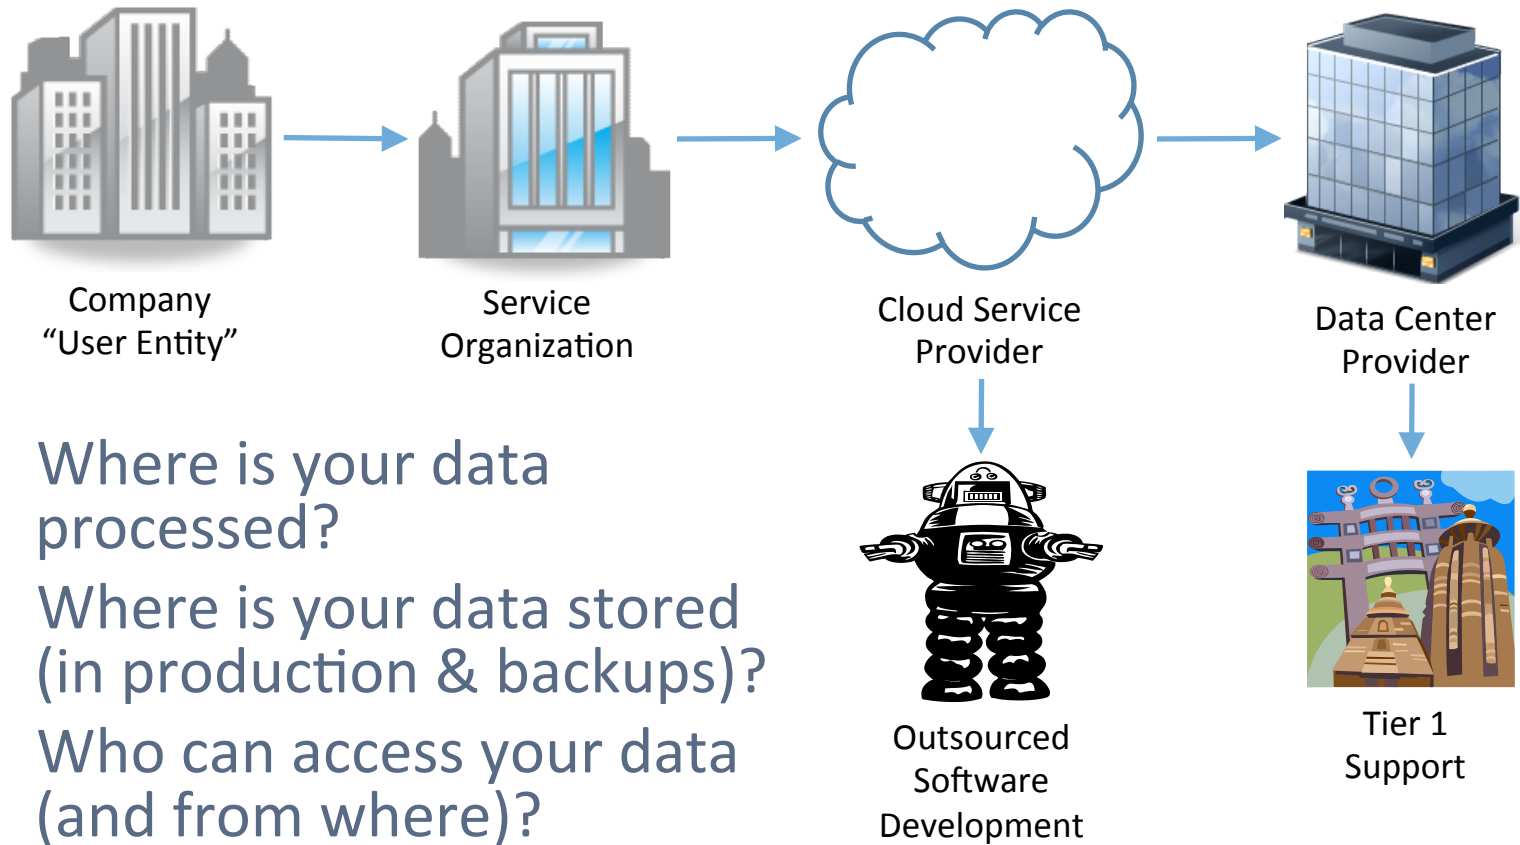 Company
“User Entity”
Service
Organization
Cloud Service
Provider
Data Center
Provider
Where is your data
processed?
Where is your data stored
(in production & backups)?
Who can access your data
(and from where)?
Outsourced
Software
Development
Tier 1
Support